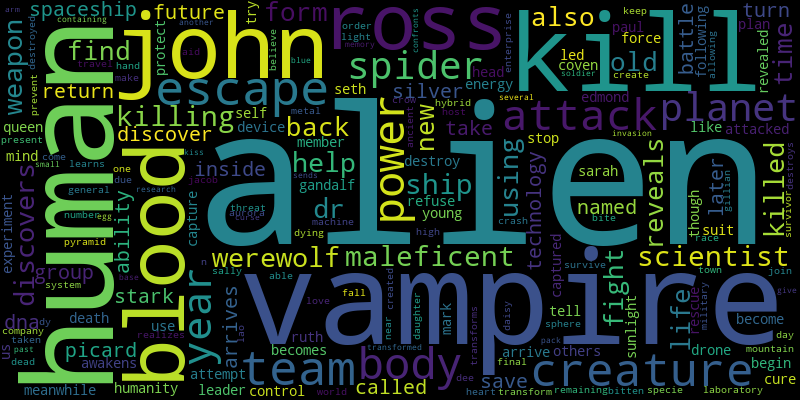 arm
containing
order
light
destroyed
spaceship
future
form
try
john
protect
ross
believe
blue
another
paul
keep
plan
kill
also
led
force
coven
old
battle
following
allowing
turn
time
revealed
weapon
find
return
prevent
hand
travel
make
aid
escape
spider
silver
energy
head
enterprise
soldier
create
seth
queen
present
mind
come
small
learns
killing
discover
self
device
metal
back
member
power
new
crow
ancient
take
hybrid
host
several
attack
edmond
invasion
planet
like
attacked
destroys
human
one
due
general
number
egg
pyramid
experiment
discovers
group
system
stark
blood
ability
year
kiss
jacob
research
capture
inside
help
gandalf
dr
threat
aurora
curse
machine
dying
alien
destroy
ship
refuse
young
using
crash
high
technology
stop
named
sarah
bite
reveals
though
race
later
suit
gillian
killed
survivor
werewolf
maleficent
scientist
sends
sally
able
n
arrives
lao
ruth
love
fall
vampire
mark
near
created
daughter
transforms
daisy
captured
survive
fight
tell
sphere
pack
others
arrive
sunlight
town
life
rescue
military
join
give
become
day
mountain
dna
us
company
taken
past
dead
dy
death
picard
awakens
base
use
realizes
meanwhile
humanity
leader
attempt
control
becomes
team
called
world
transformed
body
final
dee
save
heart
transform
creature
remaining
bitten
specie
drone
laboratory
begin
cure
memory
confronts